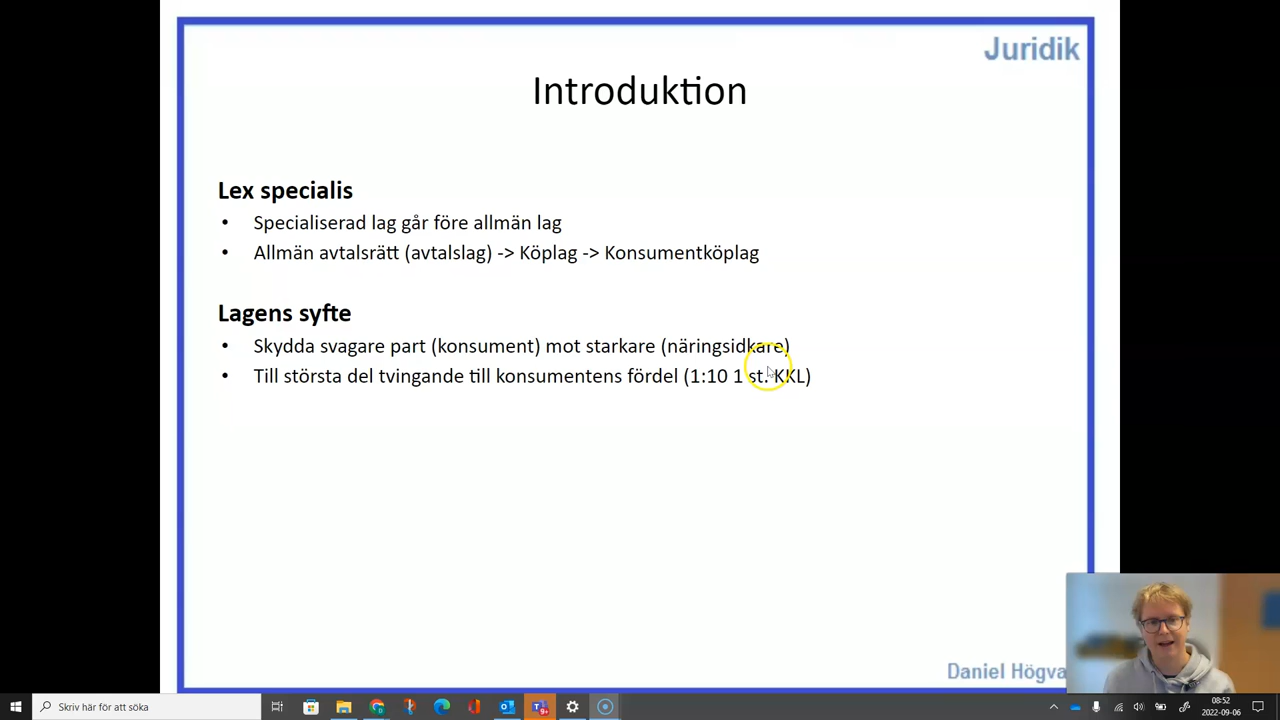 Juridik
Introduktion
Lex specialis
• Specialiserad lag går före allmän lag
• Allmän avtalsrätt (avtalslag) -> Köplag -> Konsumentköplag
Lagens syfte
• Skydda svagare part (konsument) mot starkare (näringsidkare)
• Till största del tvingande till konsumentens fördel (1:10 1 st. KKL)
Daniel Högva
Skriv här för att söka
9+
08:52
2022-09-06